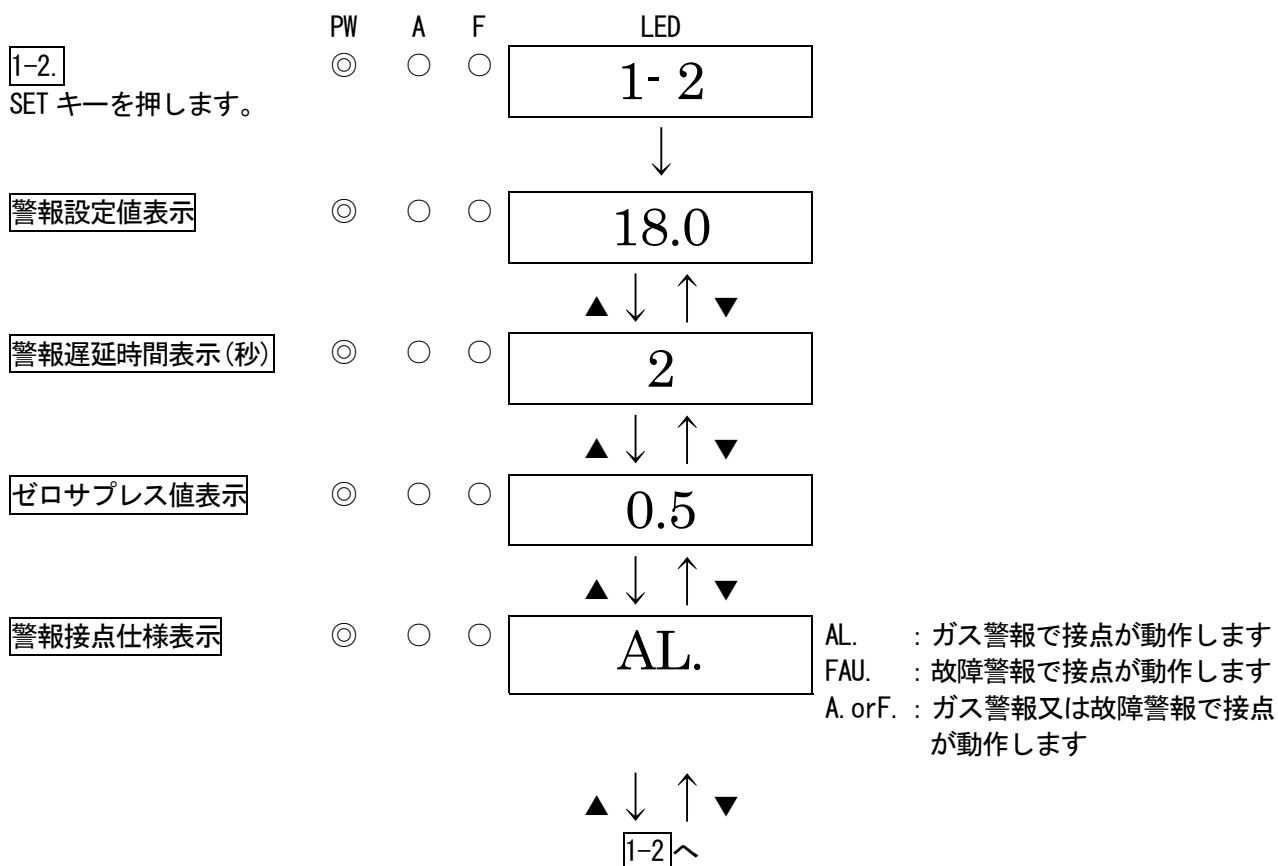 PW A F LED
1-2. ◎ ○ ○ 1- 2
SET キーを押します。
↓
警報設定値表示 ◎ ○ ○ 18.0
▲ ↓ ↑ ▼
警報遅延時間表示(秒) ◎ ○ ○ 2
▲ ↓ ↑ ▼
ゼロサプレス値表示 ◎ ○ ○ 0.5
▲ ↓ ↑ ▼
警報接点仕様表示 ◎ ○ ○ AL.
AL. : ガス警報で接点が動作します
FAU. : 故障警報で接点が動作します
A.orF. : ガス警報又は故障警報で接点
が動作します
▲ ↓ ↑ ▼
1-2 へ